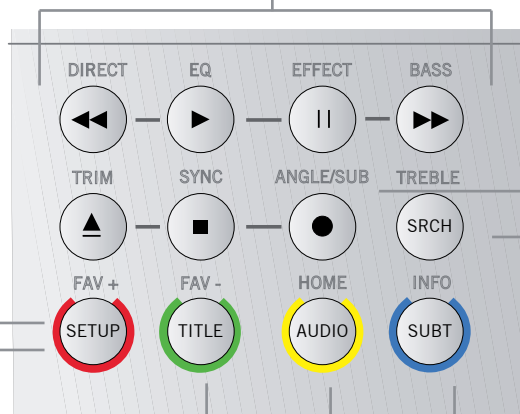 DIRECT EQ EFFECT BASS
TRIM SYNC ANGLE/SUB TREBLE
SRCH
FAV + FAV - HOME INFO
SETUP TITLE AUDIO SUBT